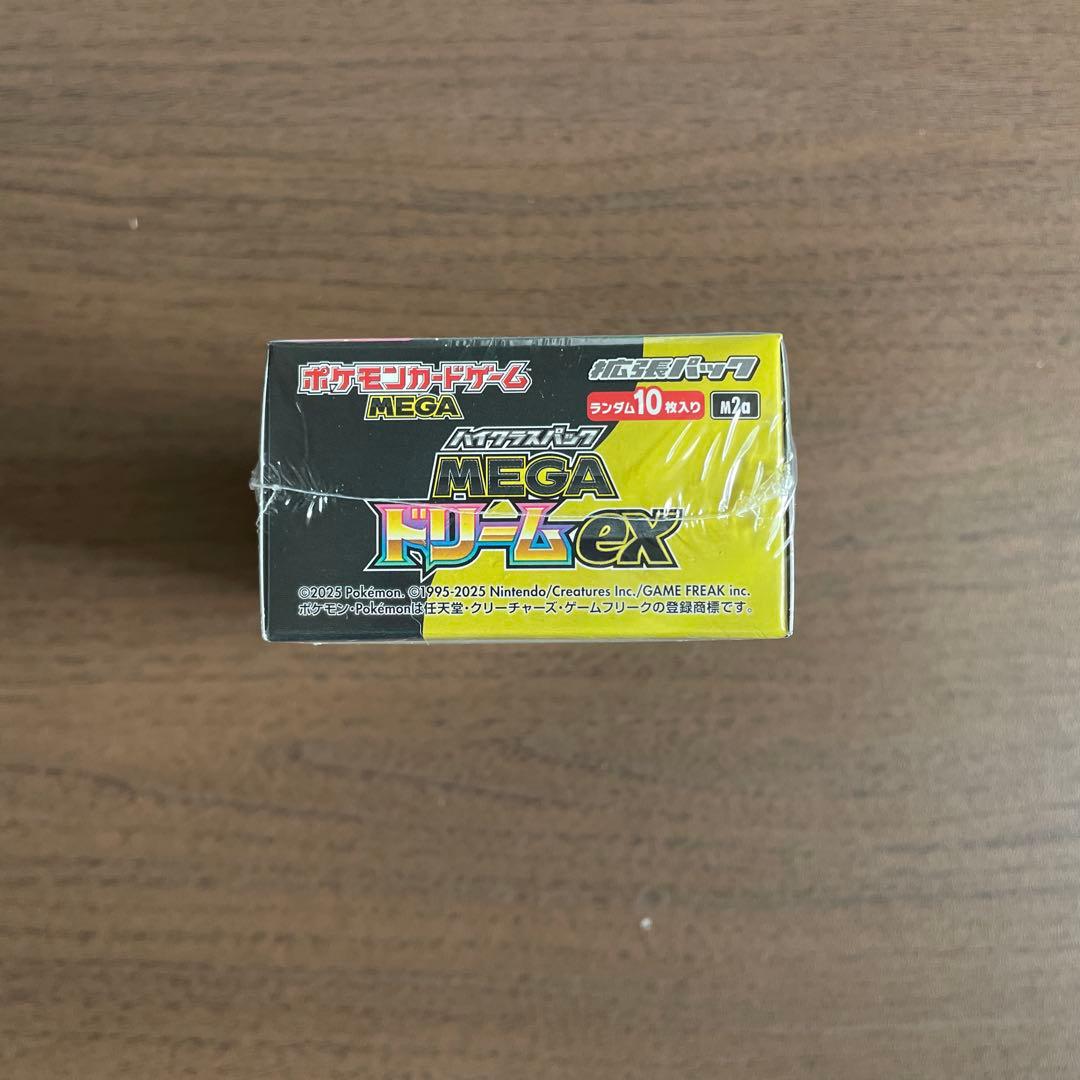 ポケモンカードゲーム
MEGA
拡張パック
ランダム10枚入り M2a
ハイクラスパック
MEGA
ドリームex
©2025 Pokémon. ©1995-2025 Nintendo/Creatures Inc./GAME FREAK inc.
ポケモン・Pokémonは任天堂・クリーチャーズ・ゲームフリークの登録商標です。